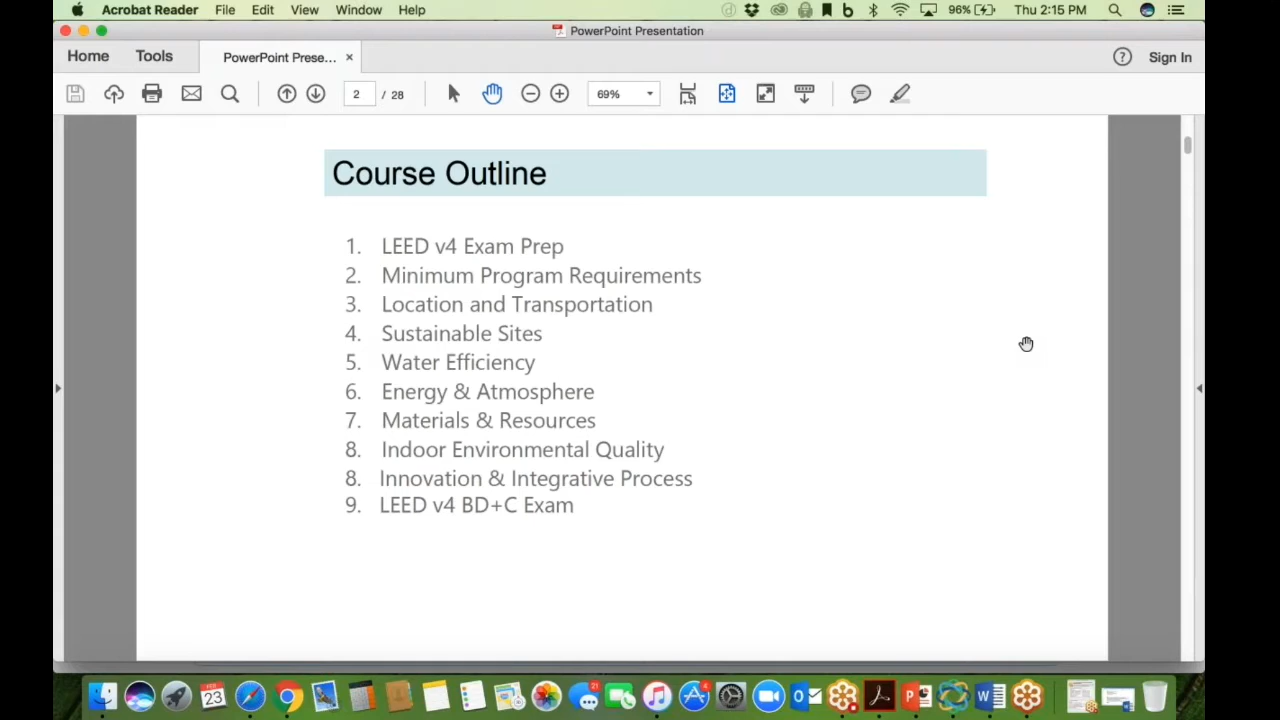 Acrobat Reader File Edit View Window Help 96% Thu 2:15 PM
PowerPoint Presentation
Home Tools PowerPoint Prese... × ? Sign In
2 / 28 69%
Course Outline
1. LEED v4 Exam Prep
2. Minimum Program Requirements
3. Location and Transportation
4. Sustainable Sites
5. Water Efficiency
6. Energy & Atmosphere
7. Materials & Resources
8. Indoor Environmental Quality
8. Innovation & Integrative Process
9. LEED v4 BD+C Exam
23 21